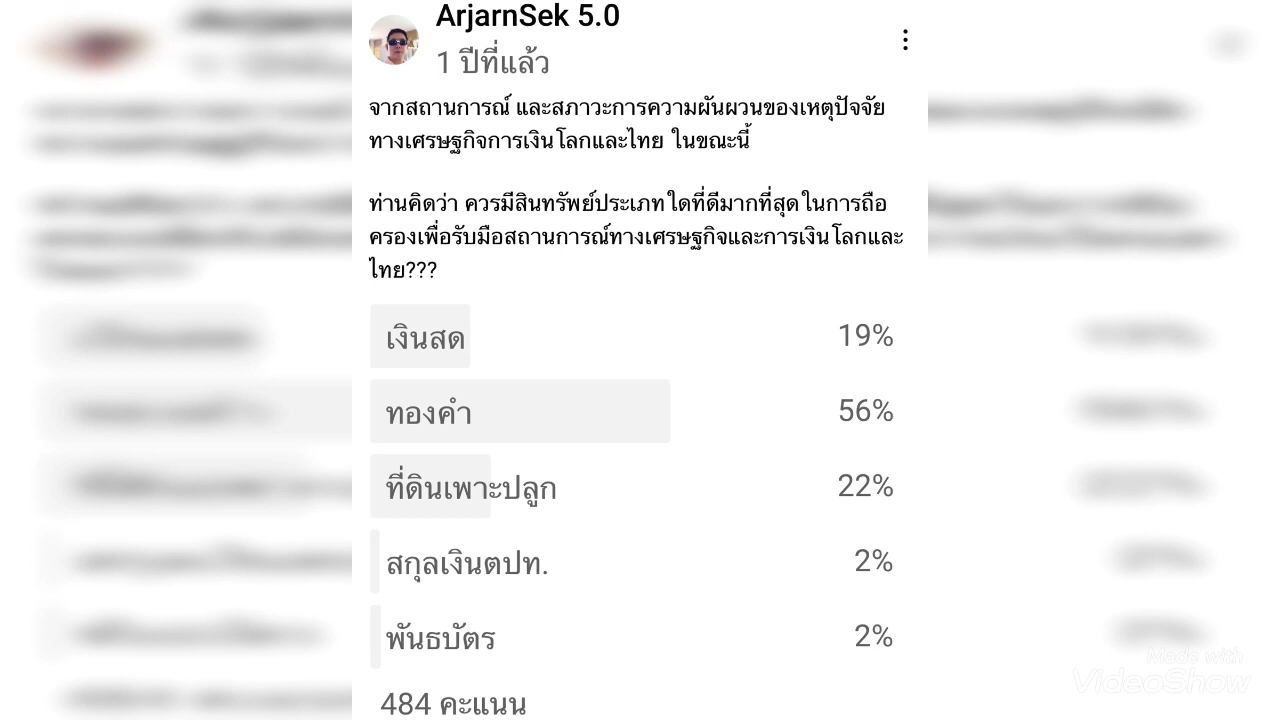 ArjarnSek 5.0
1 ปีที่แล้ว
จากสถานการณ์ และสภาวะการความผันผวนของเหตุปัจจัย
ทางเศรษฐกิจการเงินโลกและไทย ในขณะนี้
ท่านคิดว่า ควรมีสินทรัพย์ประเภทใดที่ดีมากที่สุดในการถือ
ครองเพื่อรับมือสถานการณ์ทางเศรษฐกิจและการเงินโลกและ
ไทย???
เงินสด 19%
ทองคำ 56%
ที่ดินเพาะปลูก 22%
สกุลเงินตปท. 2%
พันธบัตร 2%
484 คะแนน
Made with
VideoShow